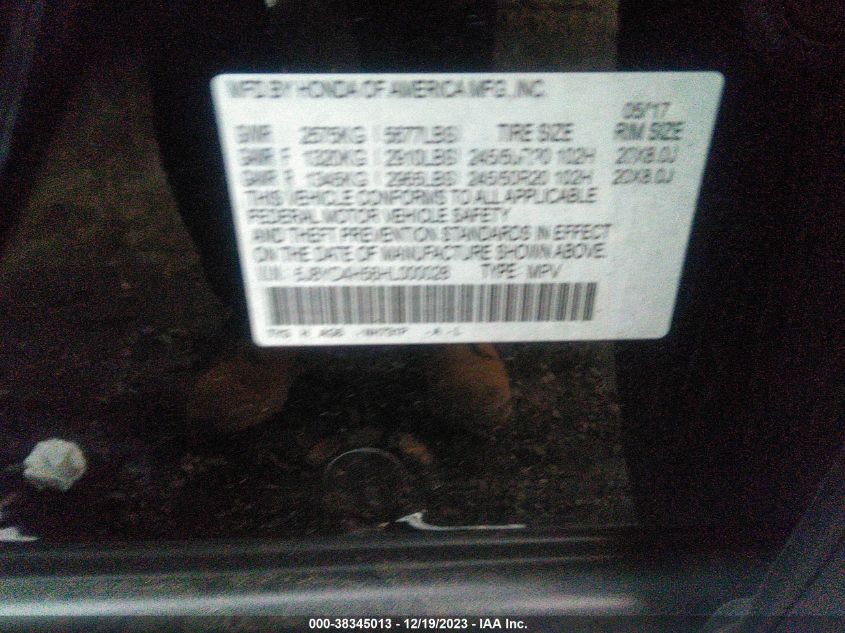 MFD. BY HONDA OF AMERICA MFG., INC.
05/17
GVWR 2575KG 5677LBS TIRE SIZE RIM SIZE
GAWR F 1320KG 2910LBS 245/50R20 102H 20X8.0J
GAWR 1345KG 2965LBS 245/50R20 102H 20X8.0J
THIS VEHICLE CONFORMS TO ALL APPLICABLE
FEDERAL MOTOR VEHICLE SAFETY
AND THEFT PREVENTION STANDARDS IN EFFECT
ON THE DATE OF MANUFACTURE SHOWN ABOVE.
TYPE: MPV
000-38345013 - 12/19/2023 - IAA Inc.